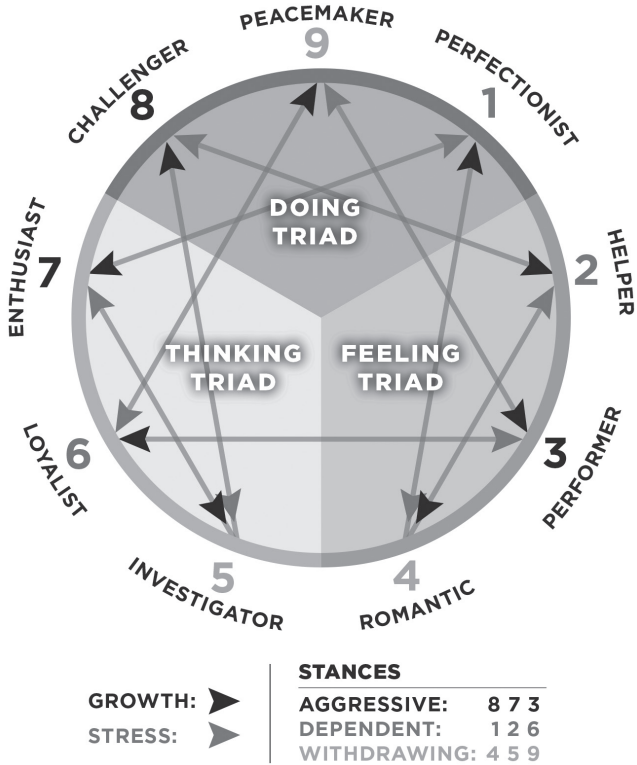 PEACEMAKER
9
PERFECTIONIST
1
HELPER
2
PERFORMER
3
ROMANTIC
4
INVESTIGATOR
5
LOYALIST
6
ENTHUSIAST
7
CHALLENGER
8
DOING
TRIAD
THINKING
TRIAD
FEELING
TRIAD
GROWTH:
STRESS:
STANCES
AGGRESSIVE: 8 7 3
DEPENDENT: 1 2 6
WITHDRAWING: 4 5 9